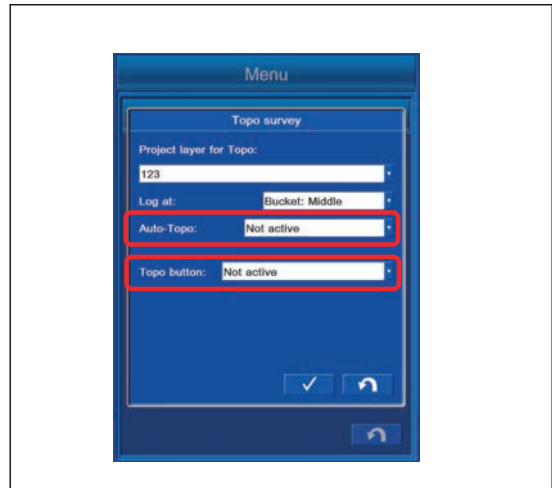 Menu
Topo survey
Project layer for Topo:
123
Log at: Bucket: Middle
Auto-Topo: Not active
Topo button: Not active